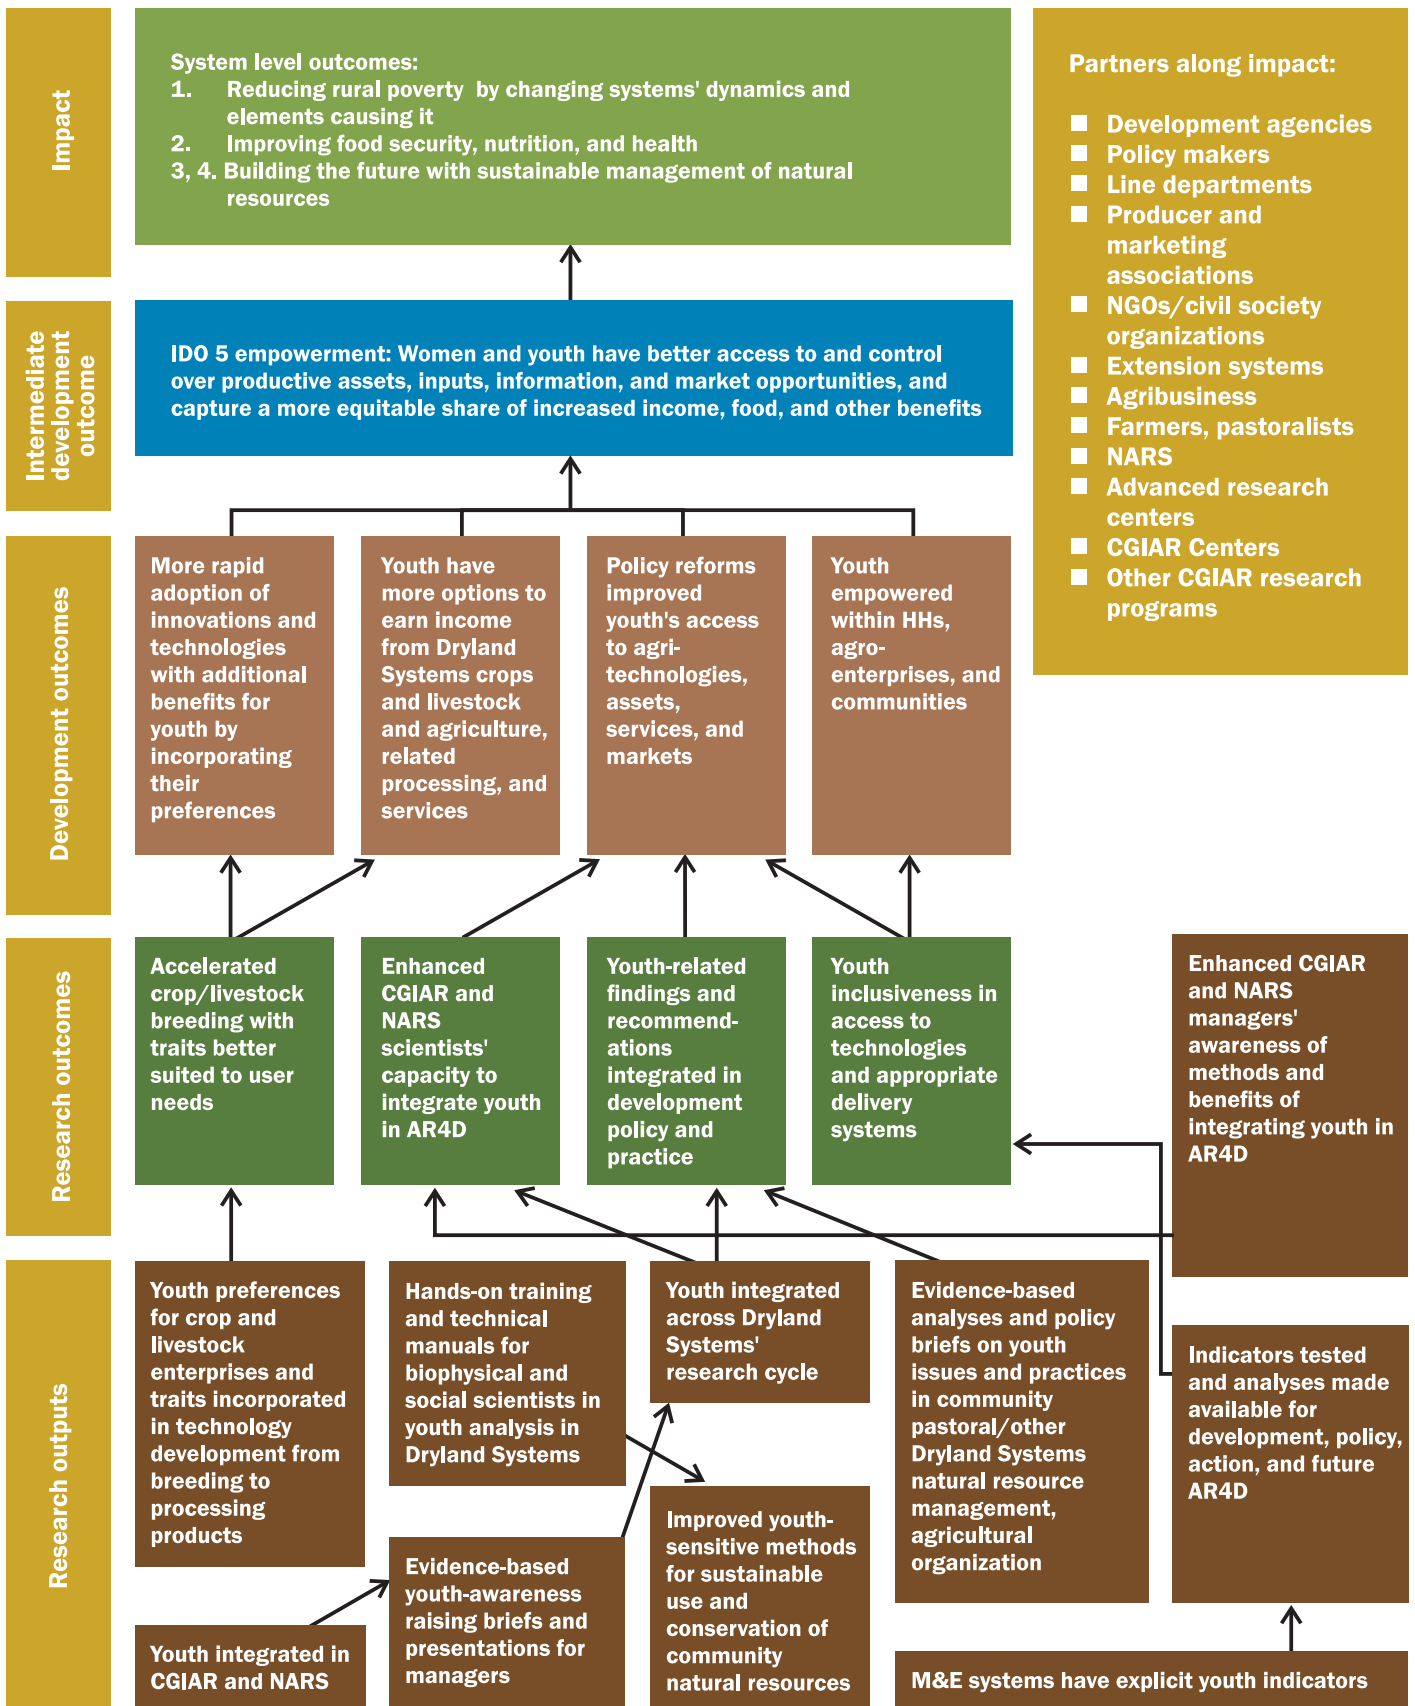 Impact
System level outcomes:
1. Reducing rural poverty by changing systems' dynamics and
elements causing it
2. Improving food security, nutrition, and health
3, 4. Building the future with sustainable management of natural
resources
Partners along impact:
Development agencies
Policy makers
Line departments
Producer and
marketing
associations
NGOs/civil society
organizations
Extension systems
Agribusiness
Farmers, pastoralists
NARS
Advanced research
centers
CGIAR Centers
Other CGIAR research
programs
Intermediate
development
outcome
IDO 5 empowerment: Women and youth have better access to and control
over productive assets, inputs, information, and market opportunities, and
capture a more equitable share of increased income, food, and other benefits
Development outcomes
More rapid
adoption of
innovations and
technologies
with additional
benefits for
youth by
incorporating
their
preferences
Youth have
more options to
earn income
from Dryland
Systems crops
and livestock
and agriculture,
related
processing, and
services
Policy reforms
improved
youth's access
to agri-
technologies,
assets,
services, and
markets
Youth
empowered
within HHs,
agro-
enterprises, and
communities
Research outcomes
Accelerated
crop/livestock
breeding with
traits better
suited to user
needs
Enhanced
CGIAR and
NARS
scientists'
capacity to
integrate youth
in AR4D
Youth-related
findings and
recommend-
ations
integrated in
development
policy and
practice
Youth
inclusiveness in
access to
technologies
and appropriate
delivery
systems
Enhanced CGIAR
and NARS
managers'
awareness of
methods and
benefits of
integrating youth in
AR4D
Research outputs
Youth preferences
for crop and
livestock
enterprises and
traits incorporated
in technology
development from
breeding to
processing
products
Hands-on training
and technical
manuals for
biophysical and
social scientists in
youth analysis in
Dryland Systems
Youth integrated
across Dryland
Systems'
research cycle
Evidence-based
analyses and policy
briefs on youth
issues and practices
in community
pastoral/other
Dryland Systems
natural resource
management,
agricultural
organization
Indicators tested
and analyses made
available for
development, policy,
action, and future
AR4D
Youth integrated in
CGIAR and NARS
Evidence-based
youth-awareness
raising briefs and
presentations for
managers
Improved youth-
sensitive methods
for sustainable
use and
conservation of
community
natural resources
M&E systems have explicit youth indicators